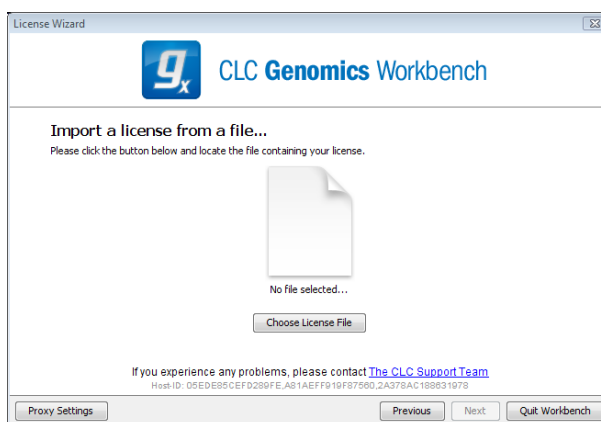 License Wizard
gx
CLC Genomics Workbench
Import a license from a file...
Please click the button below and locate the file containing your license.
No file selected...
Choose License File
If you experience any problems, please contact The CLC Support Team
Host-ID: D5EDE85CEFD289FE,A81AEFF919F87560,2A378AC188631978
Proxy Settings
Previous
Next
Quit Workbench